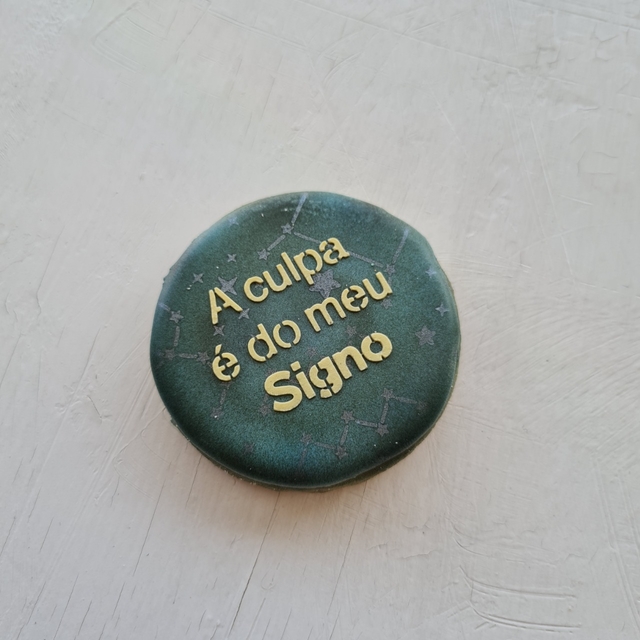 A culpa
é do meu
Signo